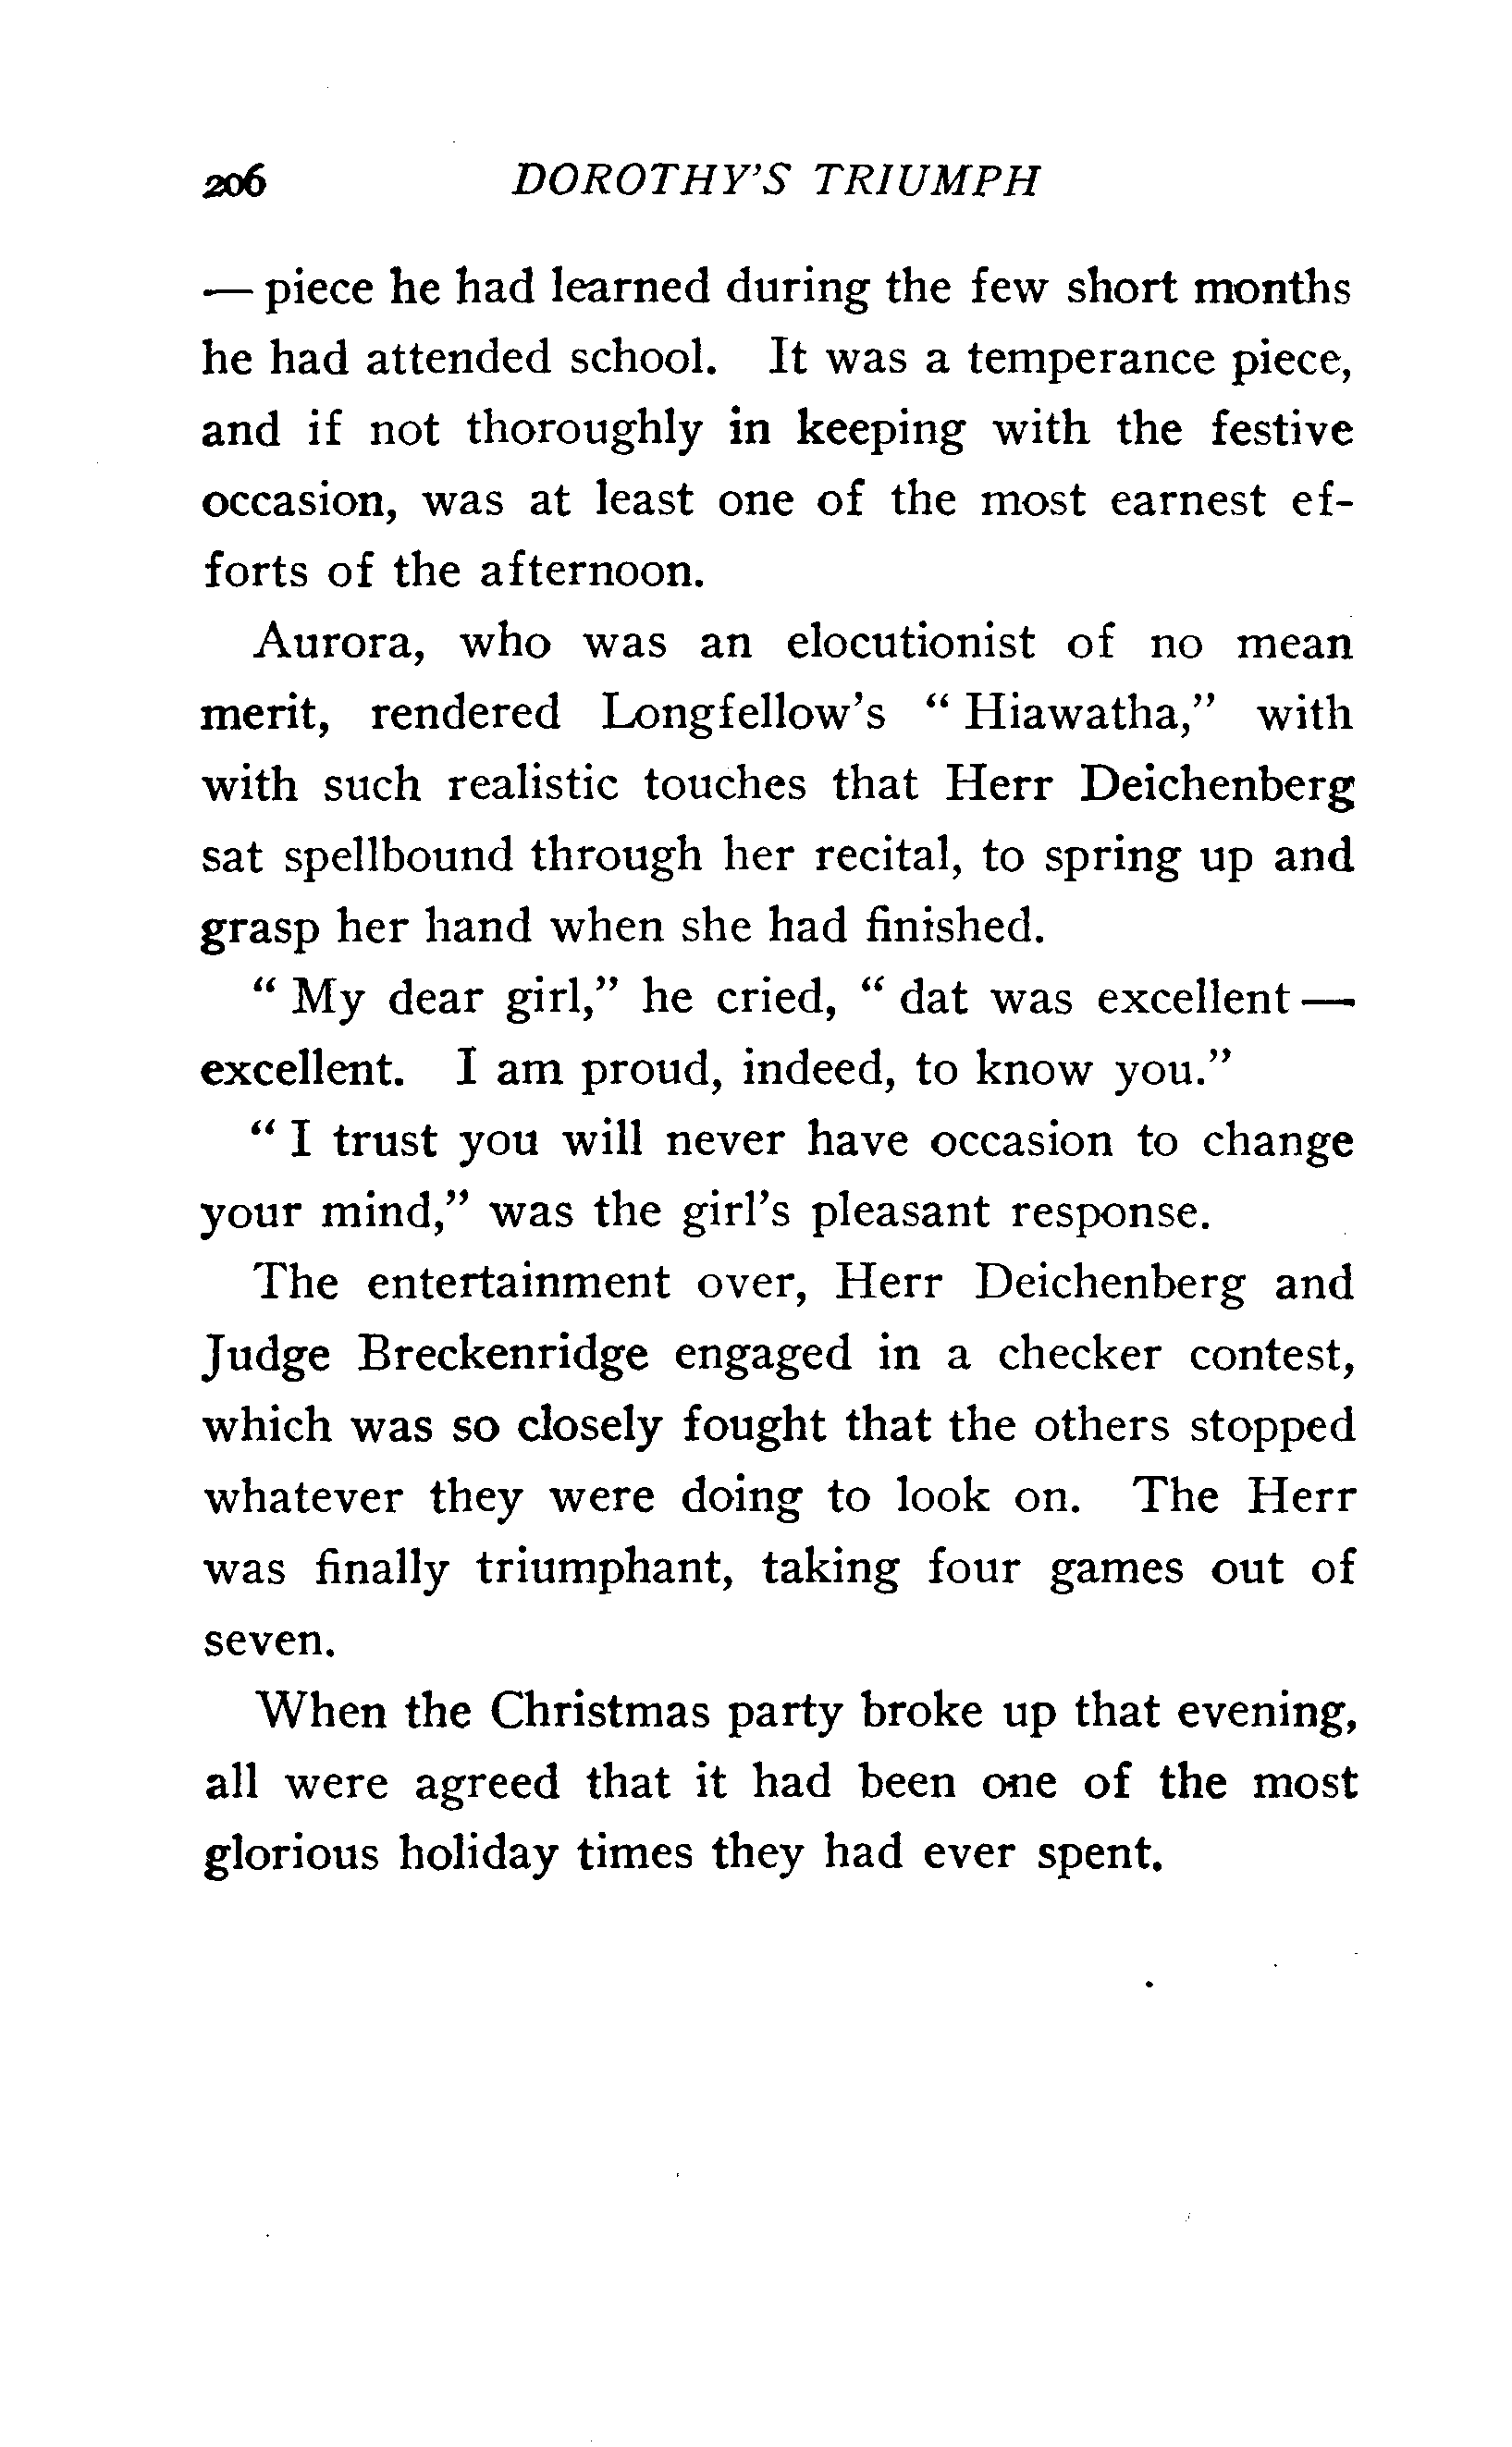 206 DOROTHY'S TRIUMPH
— piece he had learned during the few short months
he had attended school. It was a temperance piece,
and if not thoroughly in keeping with the festive
occasion, was at least one of the most earnest ef-
forts of the afternoon.
Aurora, who was an elocutionist of no mean
merit, rendered Longfellow's " Hiawatha," with
with such realistic touches that Herr Deichenberg
sat spellbound through her recital, to spring up and
grasp her hand when she had finished.
" My dear girl," he cried, " dat was excellent —
excellent. I am proud, indeed, to know you."
" I trust you will never have occasion to change
your mind," was the girl's pleasant response.
The entertainment over, Herr Deichenberg and
Judge Breckenridge engaged in a checker contest,
which was so closely fought that the others stopped
whatever they were doing to look on. The Herr
was finally triumphant, taking four games out of
seven.
When the Christmas party broke up that evening,
all were agreed that it had been one of the most
glorious holiday times they had ever spent.